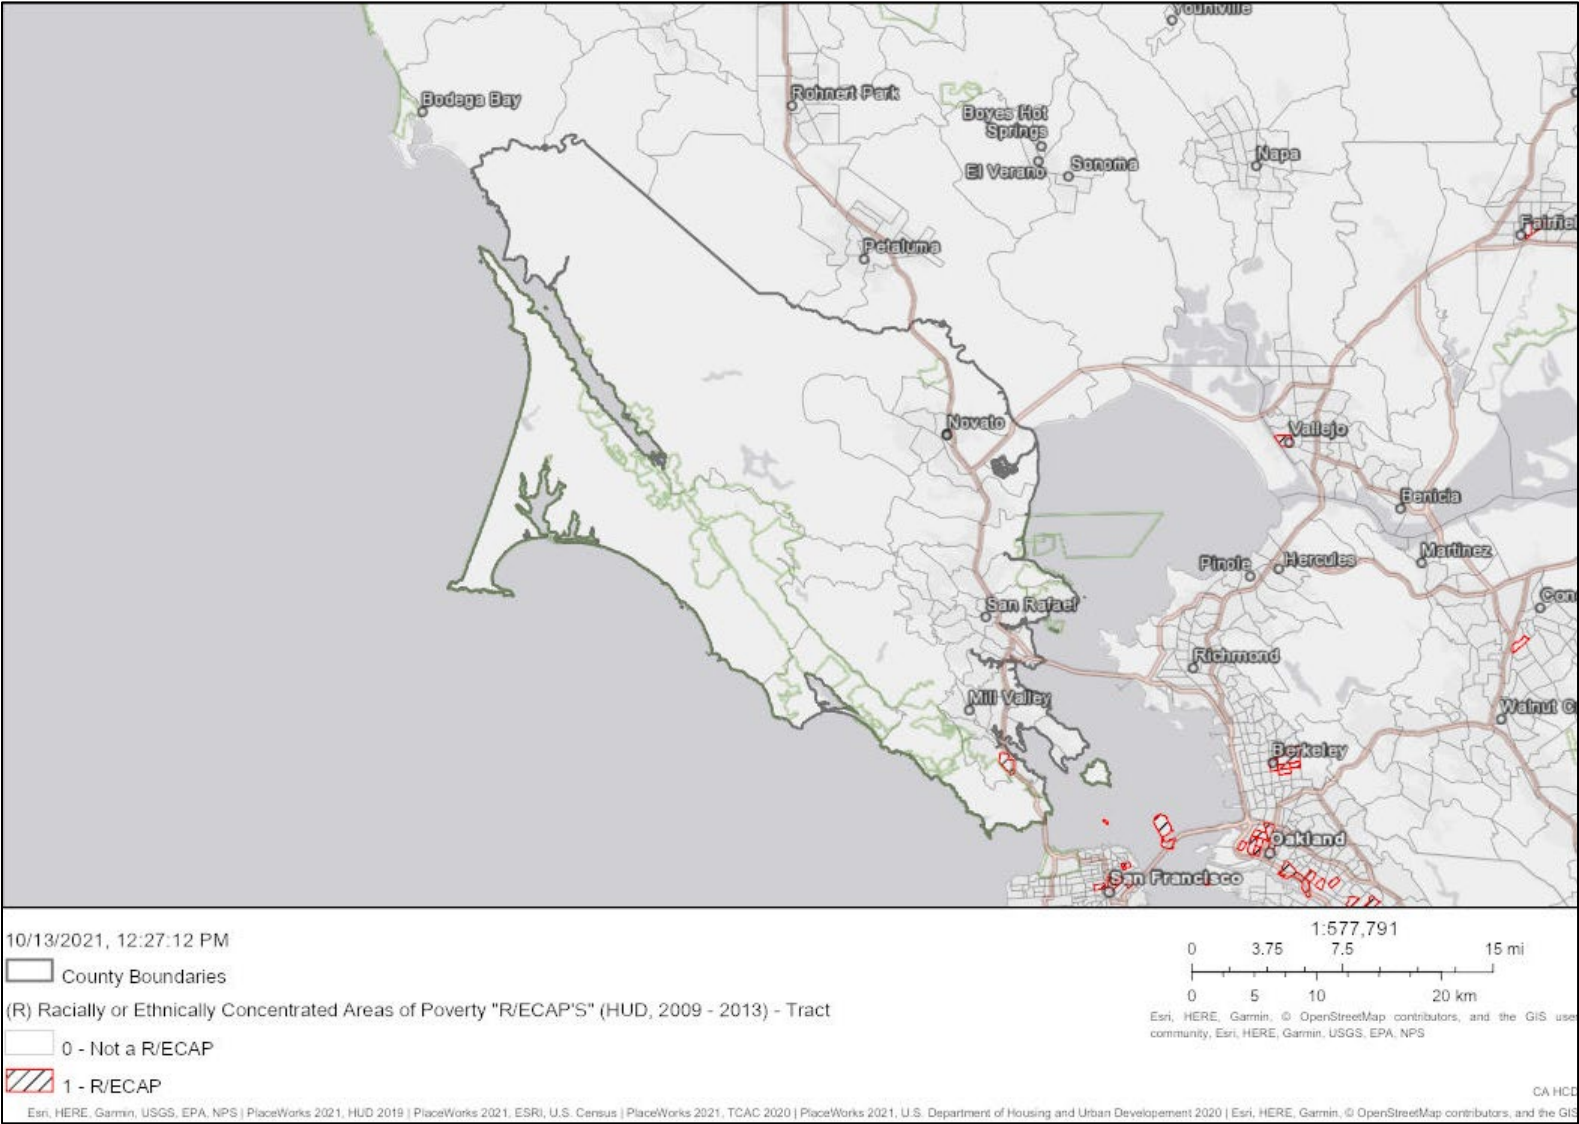 Yountville
Bodega Bay
Rohnert Park
Boyes Hot
Springs
El Verano
Sonoma
Napa
Fairfiel
Petaluma
Novato
Vallejo
Benicia
Pinole
Hercules
Martinez
San Rafael
Con
Richmond
Mill Valley
Walnut C
Berkeley
Oakland
San Francisco
10/13/2021, 12:27:12 PM
County Boundaries
(R) Racially or Ethnically Concentrated Areas of Poverty "R/ECAP'S" (HUD, 2009 - 2013) - Tract
0 - Not a R/ECAP
1 - R/ECAP
1:577,791
0 3.75 7.5 15 mi
0 5 10 20 km
Esri, HERE, Garmin, © OpenStreetMap contributors, and the GIS user
community, Esri, HERE, Garmin, USGS, EPA, NPS
CA HCD
Esri, HERE, Garmin, USGS, EPA, NPS | PlaceWorks 2021, HUD 2019 | PlaceWorks 2021, ESRI, U.S. Census | PlaceWorks 2021, TCAC 2020 | PlaceWorks 2021, U.S. Department of Housing and Urban Developement 2020 | Esri, HERE, Garmin, © OpenStreetMap contributors, and the GIS